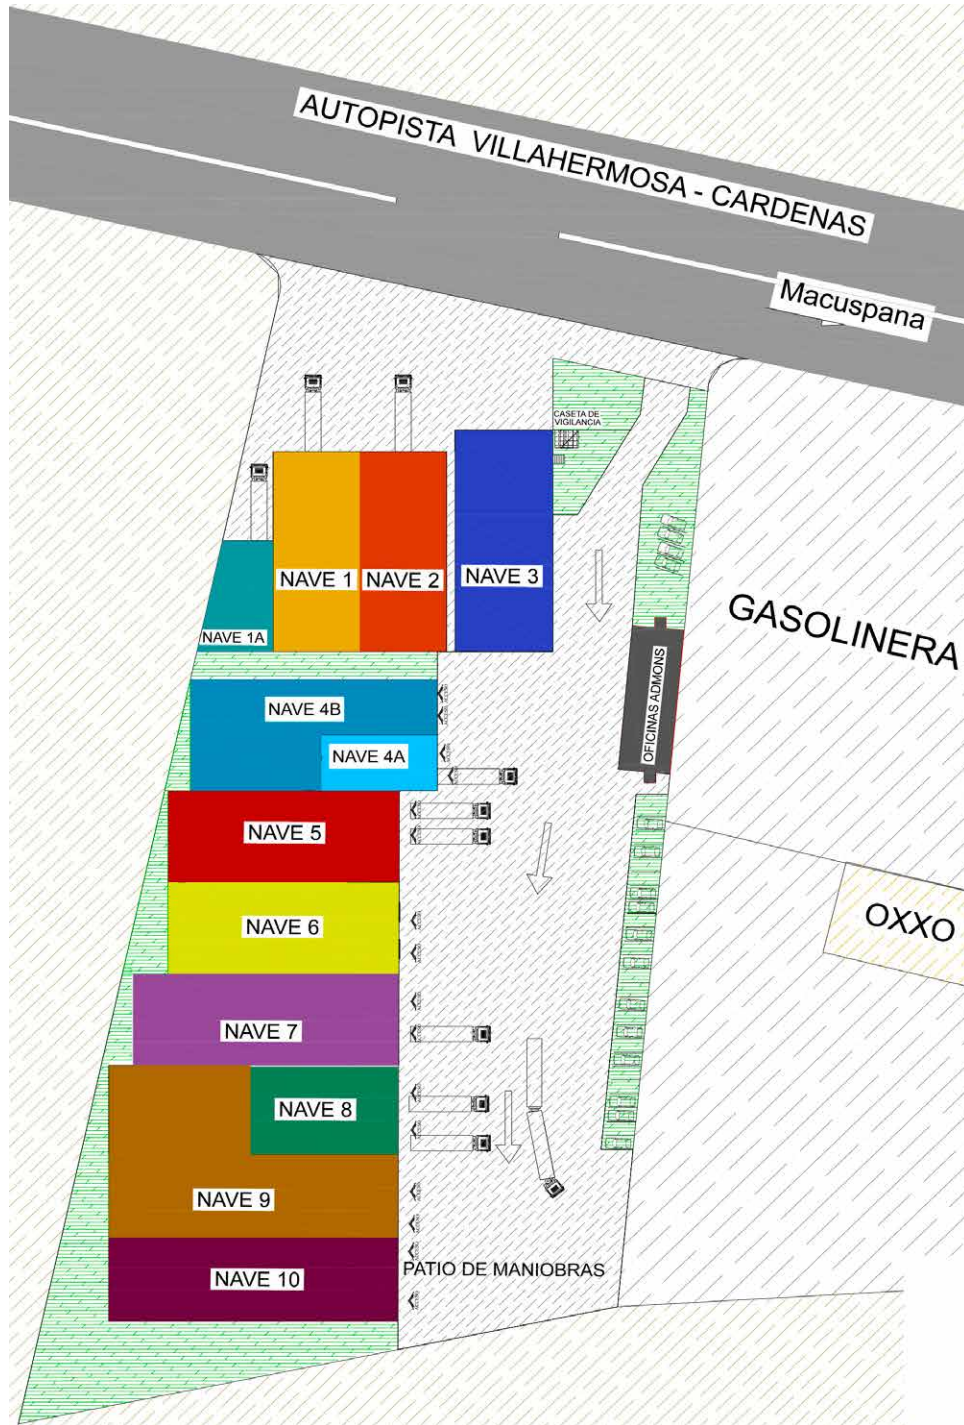 AUTOPISTA VILLAHERMOSA - CARDENAS
Macuspana
CASETA DE
VIGILANCIA
NAVE 1
NAVE 2
NAVE 3
NAVE 1A
GASOLINERA
OFICINAS ADMONS
NAVE 4B
NAVE 4A
NAVE 5
NAVE 6
OXXO
NAVE 7
NAVE 8
NAVE 9
NAVE 10
PATIO DE MANIOBRAS